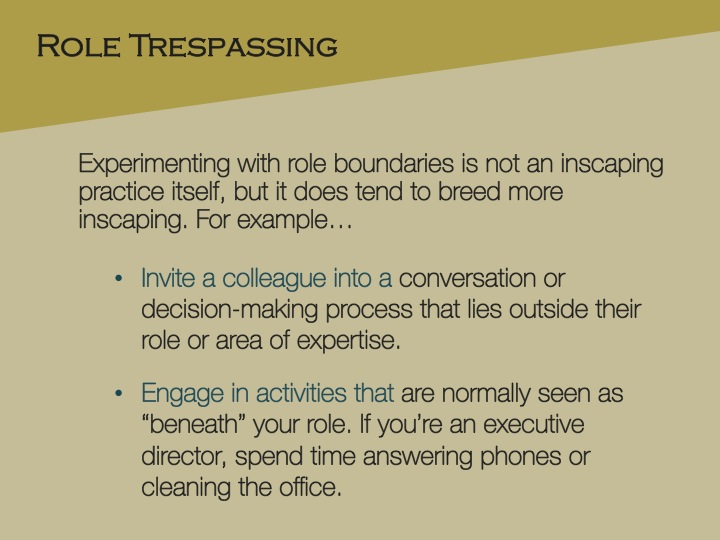 Role Trespassing
Experimenting with role boundaries is not an inscaping
practice itself, but it does tend to breed more
inscaping. For example…
• Invite a colleague into a conversation or
decision-making process that lies outside their
role or area of expertise.
• Engage in activities that are normally seen as
“beneath” your role. If you’re an executive
director, spend time answering phones or
cleaning the office.